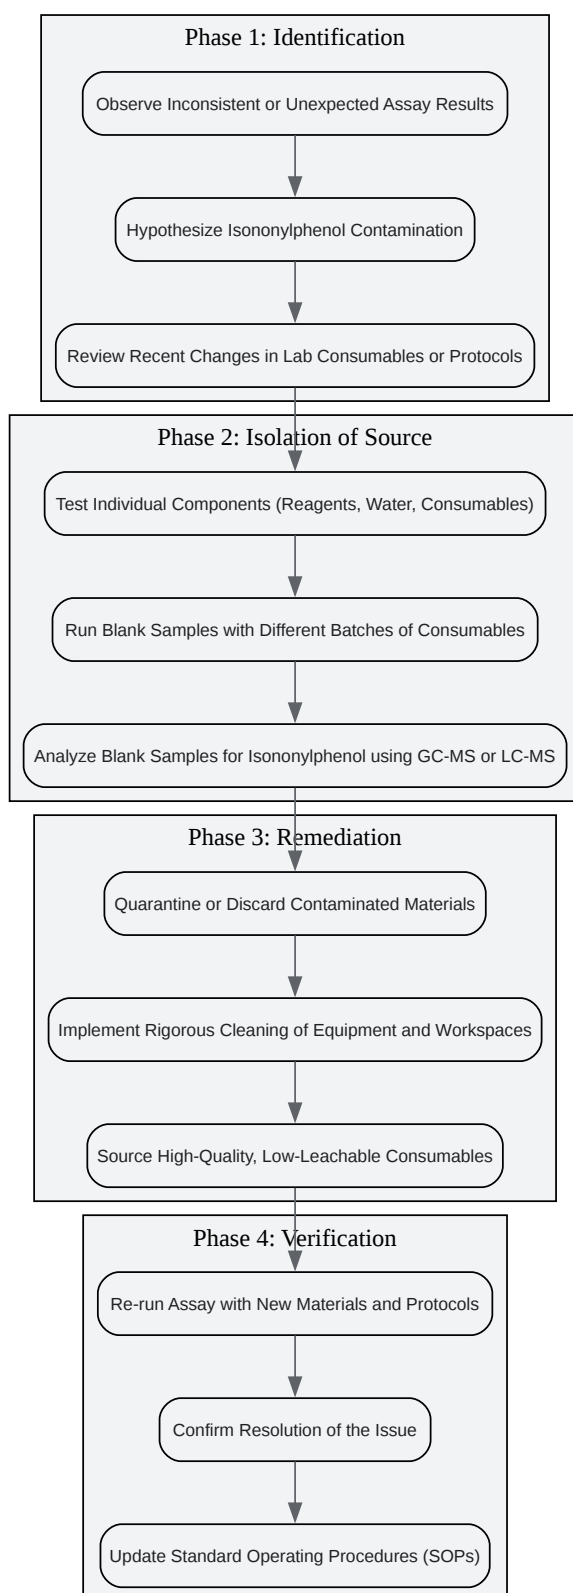 Phase 1: Identification
Observe Inconsistent or Unexpected Assay Results
Hypothesize Isononylphenol Contamination
Review Recent Changes in Lab Consumables or Protocols
Phase 2: Isolation of Source
Test Individual Components (Reagents, Water, Consumables)
Run Blank Samples with Different Batches of Consumables
Analyze Blank Samples for Isononylphenol using GC-MS or LC-MS
Phase 3: Remediation
Quarantine or Discard Contaminated Materials
Implement Rigorous Cleaning of Equipment and Workspaces
Source High-Quality, Low-Leachable Consumables
Phase 4: Verification
Re-run Assay with New Materials and Protocols
Confirm Resolution of the Issue
Update Standard Operating Procedures (SOPs)